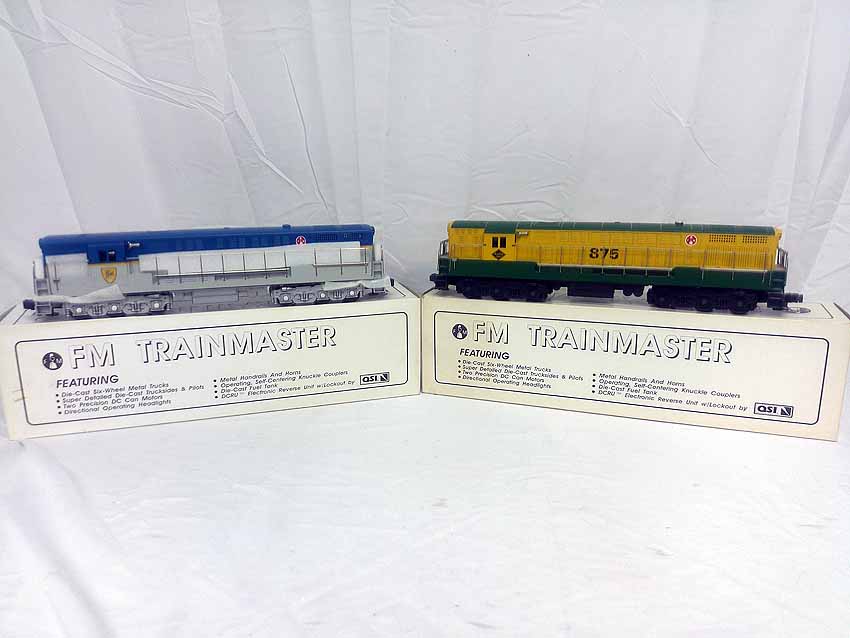 875
FM TRAINMASTER
FEATURING
• Die-Cast Six-Wheel Metal Trucks
• Super Detailed Die-Cast Trucksides & Pilots
• Two Precision DC Can Motors
• Directional Operating Headlights
• Metal Handrails And Horns
• Operating, Self-Centering Knuckle Couplers
• Die-Cast Fuel Tank
• DCRU™ Electronic Reverse Unit w/Lockout by QSI
FM TRAINMASTER
FEATURING
• Die-Cast Six-Wheel Metal Trucks
• Super Detailed Die-Cast Trucksides & Pilots
• Two Precision DC Can Motors
• Directional Operating Headlights
• Metal Handrails And Horns
• Operating, Self-Centering Knuckle Couplers
• Die-Cast Fuel Tank
• DCRU™ Electronic Reverse Unit w/Lockout by QSI